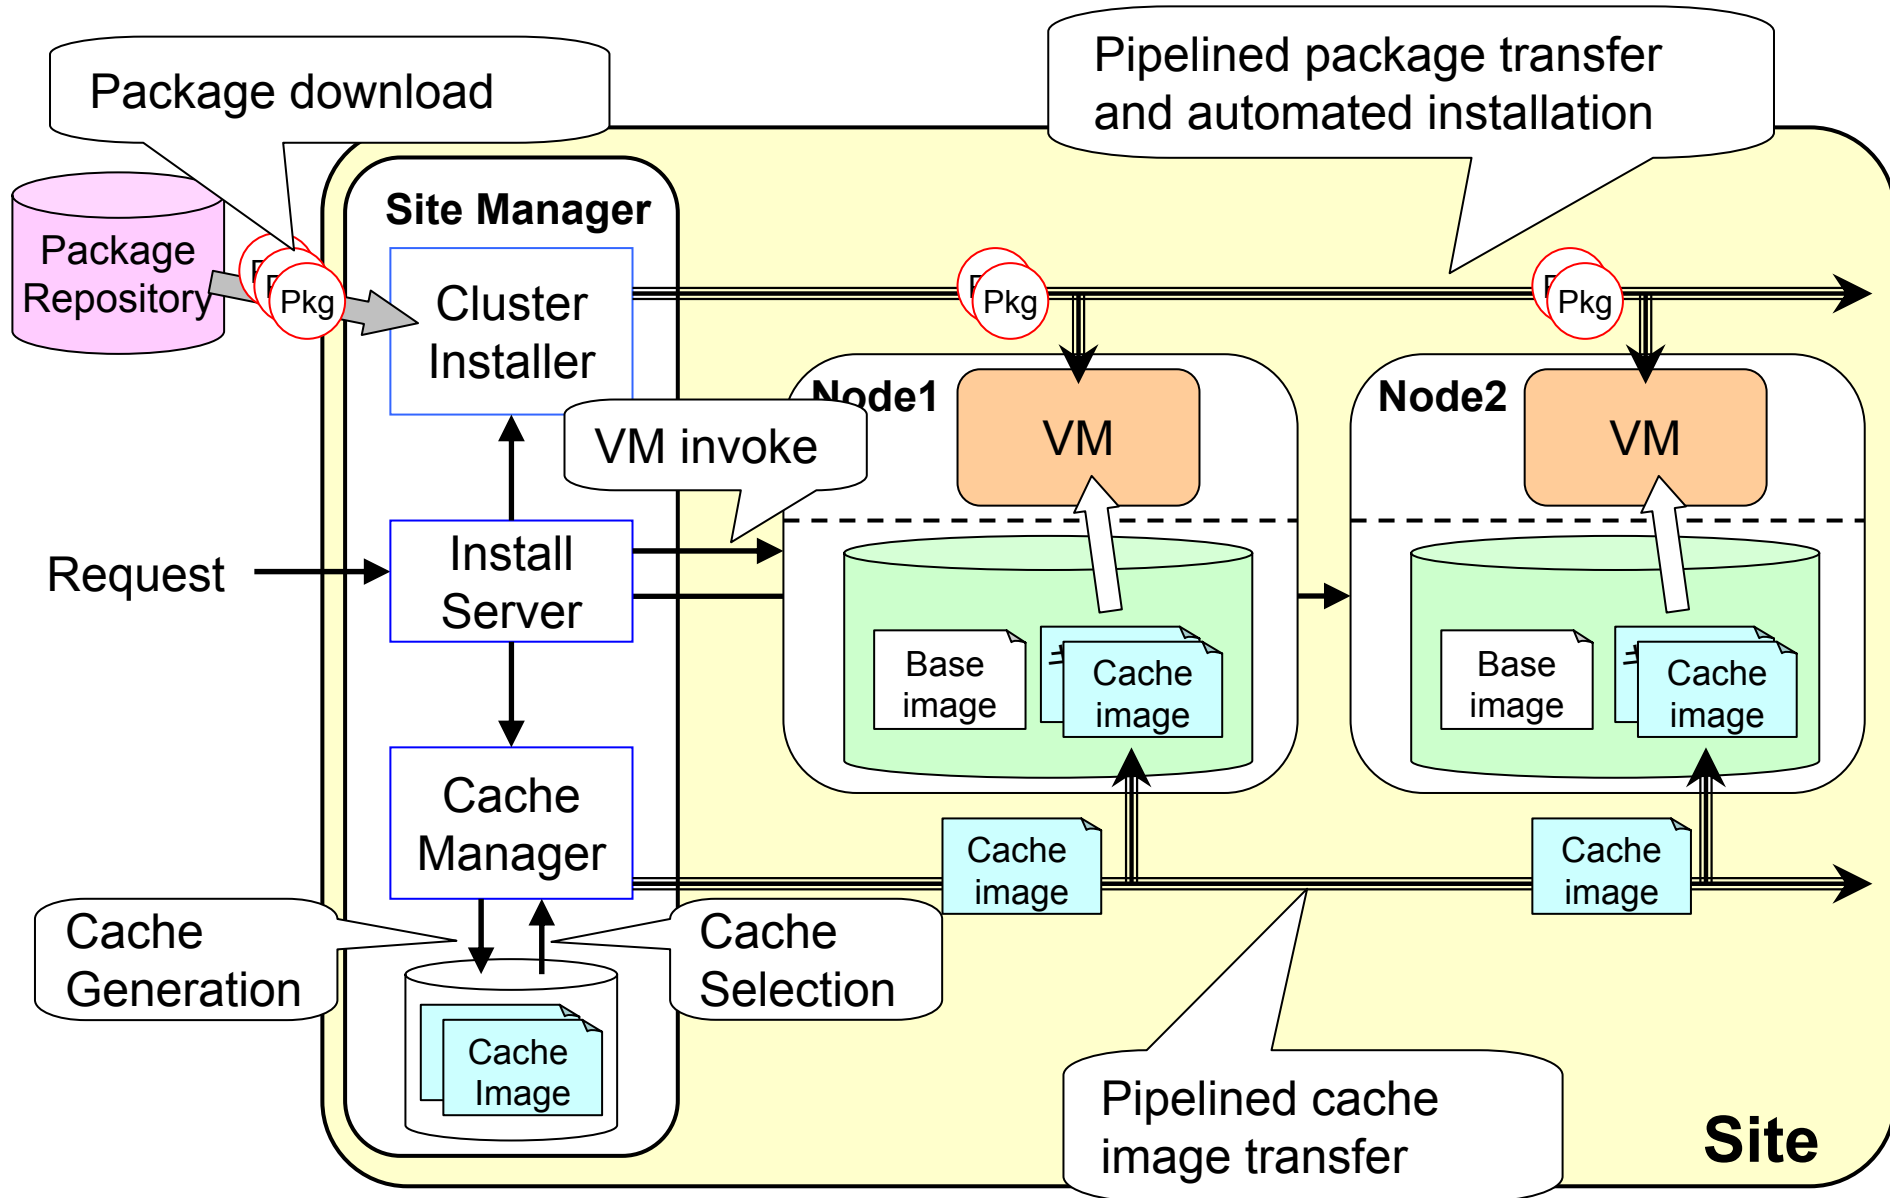 Package download
Pipelined package transfer
and automated installation
Package
Repository
Pkg
Site Manager
Cluster
Installer
Pkg
Pkg
Node1
VM
Node2
VM
VM invoke
Request
Install
Server
Base
image
Cache
image
Base
image
Cache
image
Cache
Manager
Cache
image
Cache
image
Cache
Generation
Cache
Selection
Cache
Image
Pipelined cache
image transfer
Site